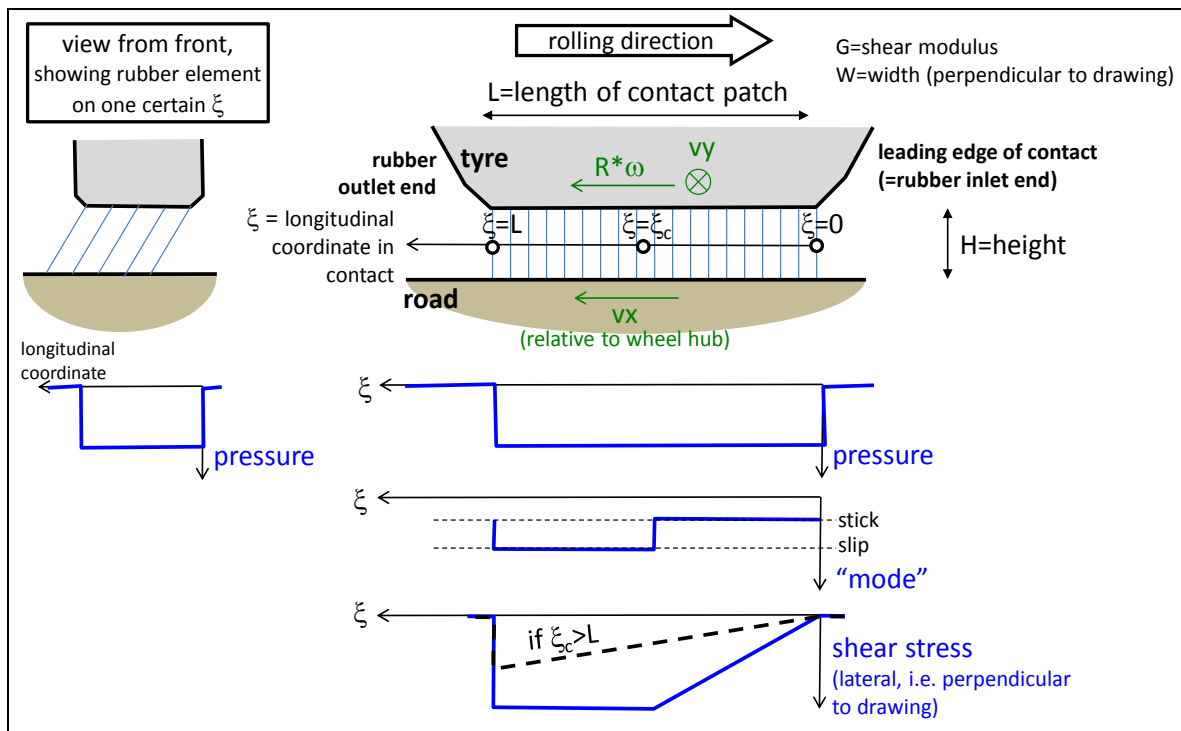 view from front,
showing rubber element
on one certain ξ
rolling direction
G=shear modulus
W=width (perpendicular to drawing)
L=length of contact patch
rubber
outlet end
tyre
R*ω
vy
leading edge of contact
(=rubber inlet end)
ξ = longitudinal
coordinate in
contact
ξ=L
ξ=ξc
ξ=0
H=height
road
vx
(relative to wheel hub)
longitudinal
coordinate
pressure
ξ
pressure
ξ
stick
slip
“mode”
ξ
if ξc>L
shear stress
(lateral, i.e. perpendicular
to drawing)